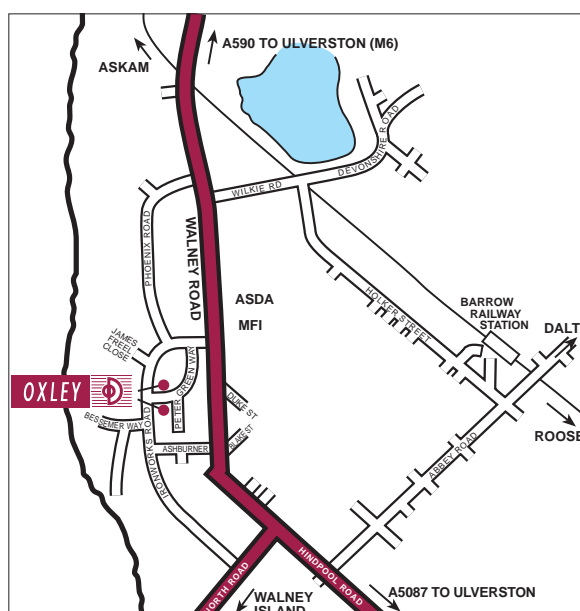 A590 TO ULVERSTON (M6)
ASKAM
DEVONSHIRE ROAD
WILKIE RD
PHOENIX ROAD
WALNEY ROAD
ASDA
MFI
HOLKER STREET
BARROW
RAILWAY
STATION
DALT
JAMES
FREEL
CLOSE
OXLEY
PETER GREEN WAY
DUKE ST
ROOSE
BESSEMER WAY
IRONWORKS ROAD
ASHBURNER
BLAKE ST
ABBEY ROAD
HINDPOOL ROAD
NORTH ROAD
WALNEY
ISLAND
A5087 TO ULVERSTON